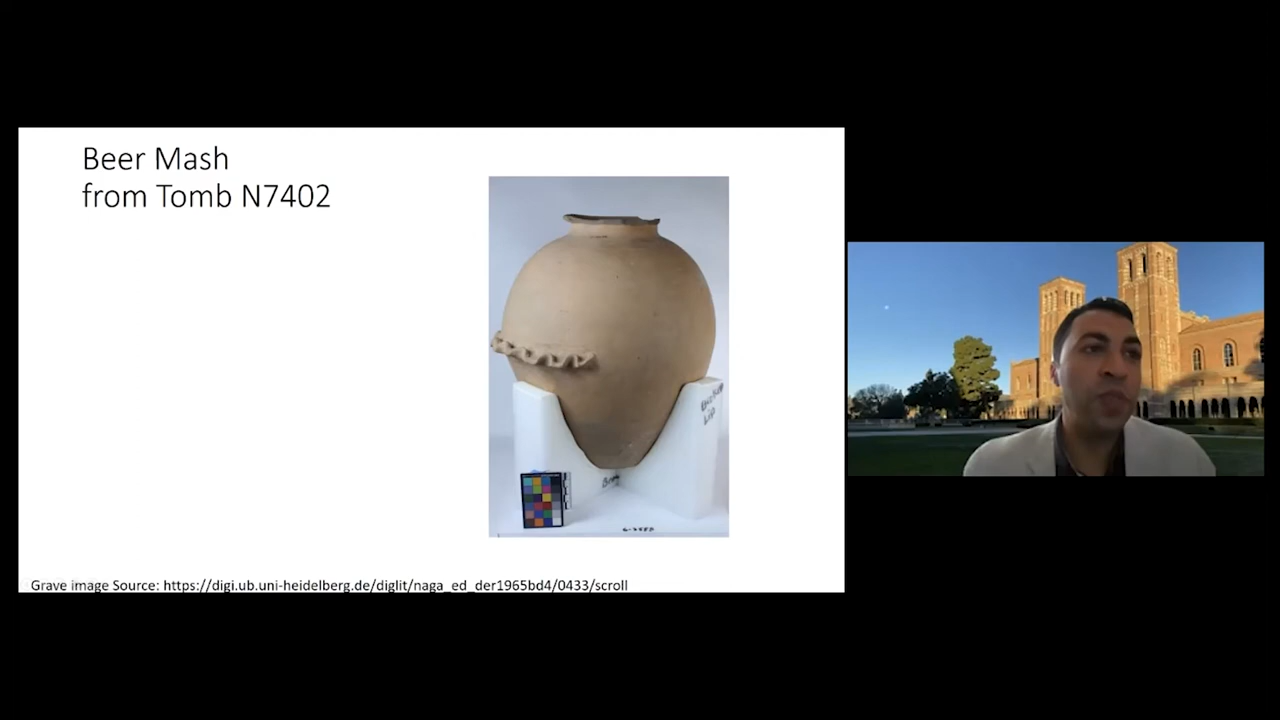 Beer Mash
from Tomb N7402
Grave image Source: https://digi.ub.uni-heidelberg.de/diglit/naga_ed_der1965bd4/0433/scroll